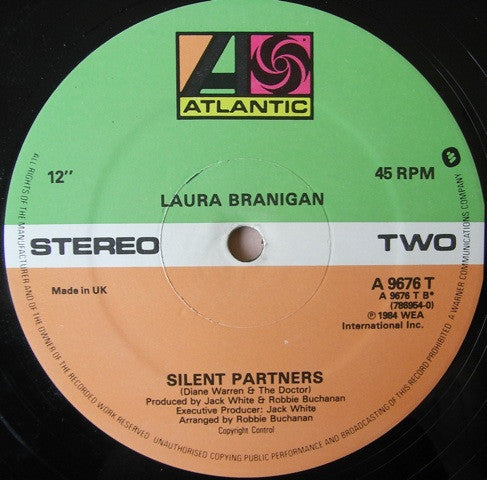 ATLANTIC
12"
45 RPM
LAURA BRANIGAN
STEREO
TWO
Made in UK
A 9676 T
A 9676 T B*
(786954-0)
℗ 1984 WEA
International Inc.
SILENT PARTNERS
(Diane Warren & The Doctor)
Produced by Jack White & Robbie Buchanan
Executive Producer: Jack White
Arranged by Robbie Buchanan
Copyright Control
ALL RIGHTS OF THE MANUFACTURER AND OF THE OWNER OF THE RECORDED WORK RESERVED UNAUTHORISED COPYING PUBLIC PERFORMANCE AND BROADCASTING OF THIS RECORD PROHIBITED A WARNER COMMUNICATIONS COMPANY